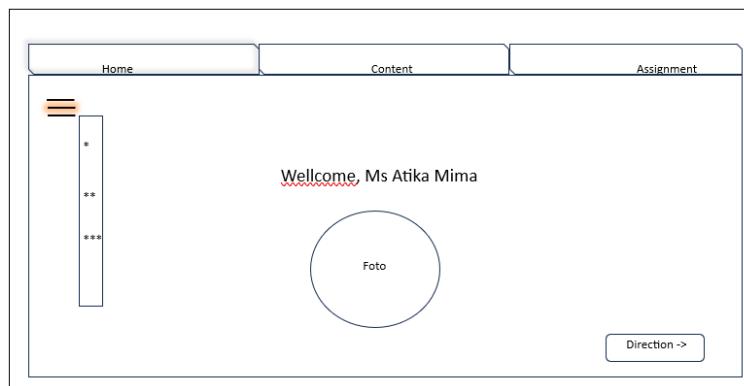 Home Content Assignment
*
Wellcome, Ms Atika Mima
**
***
Foto
Direction ->